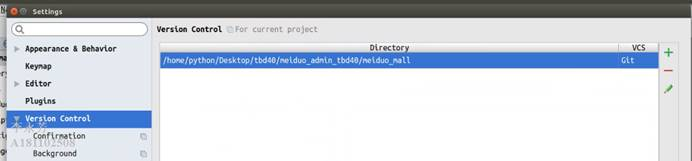 Settings
Version Control
For current project
Appearance & Behavior
Keymap
Editor
Plugins
Version Control
Confirmation
Background
Directory
VCS
/home/python/Desktop/tbd40/meiduo_admin_tbd40/meiduo_mall
Git
A181102508